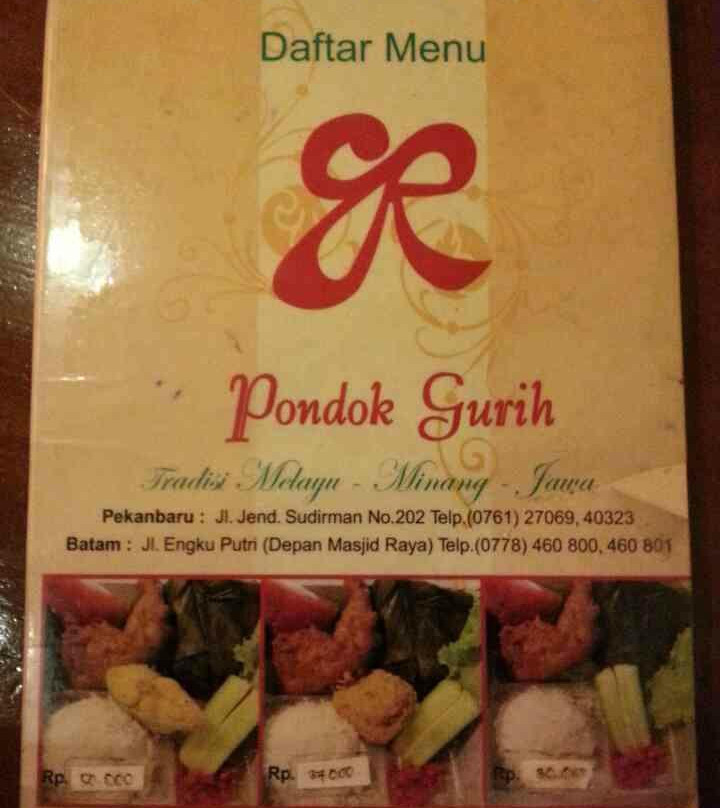 Daftar Menu
Pondok Gurih
Tradisi Melayu - Minang - Jawa
Pekanbaru : Jl. Jend. Sudirman No.202 Telp.(0761) 27069, 40323
Batam : Jl. Engku Putri (Depan Masjid Raya) Telp.(0778) 460 800, 460 801
Rp. Rp. 37000 Rp.